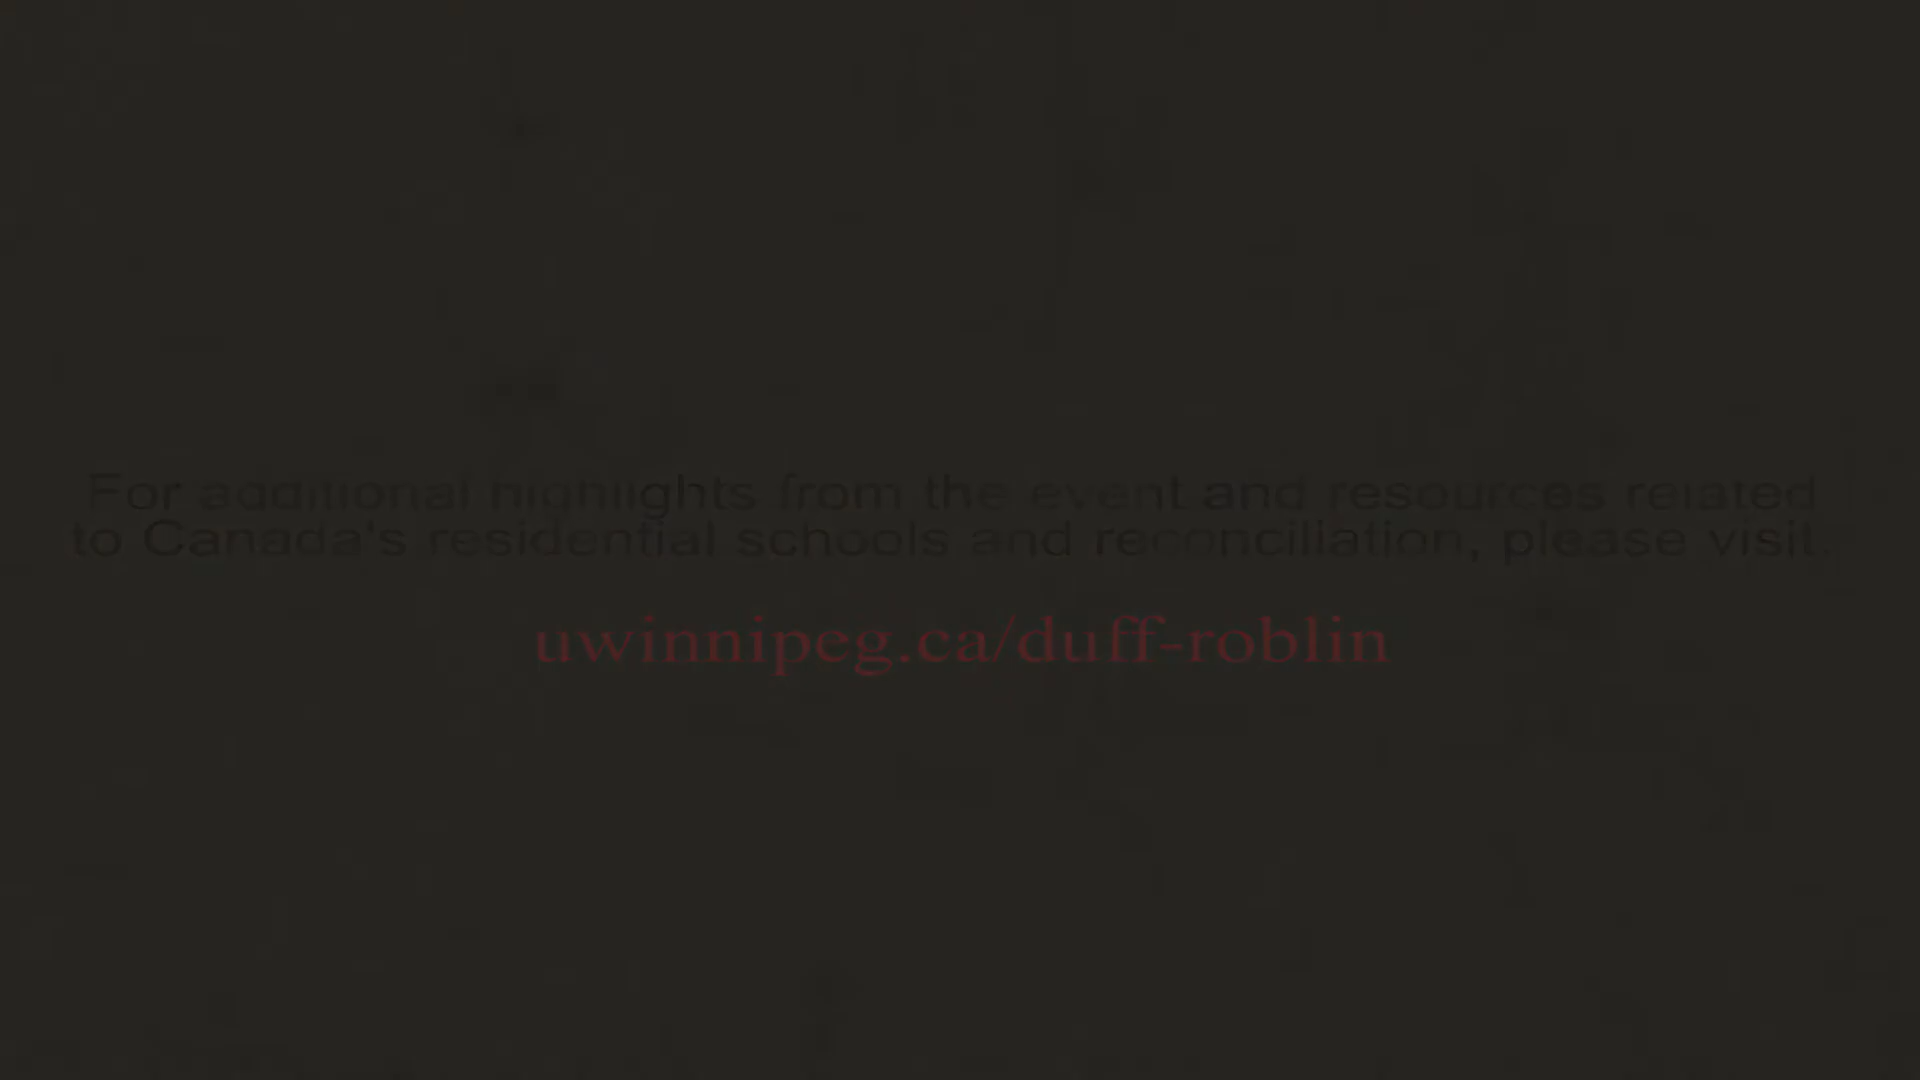 For additional highlights from the event and resources related
to Canada's residential schools and reconcillation, please visit.
uwinnipeg.ca/duff-roblin